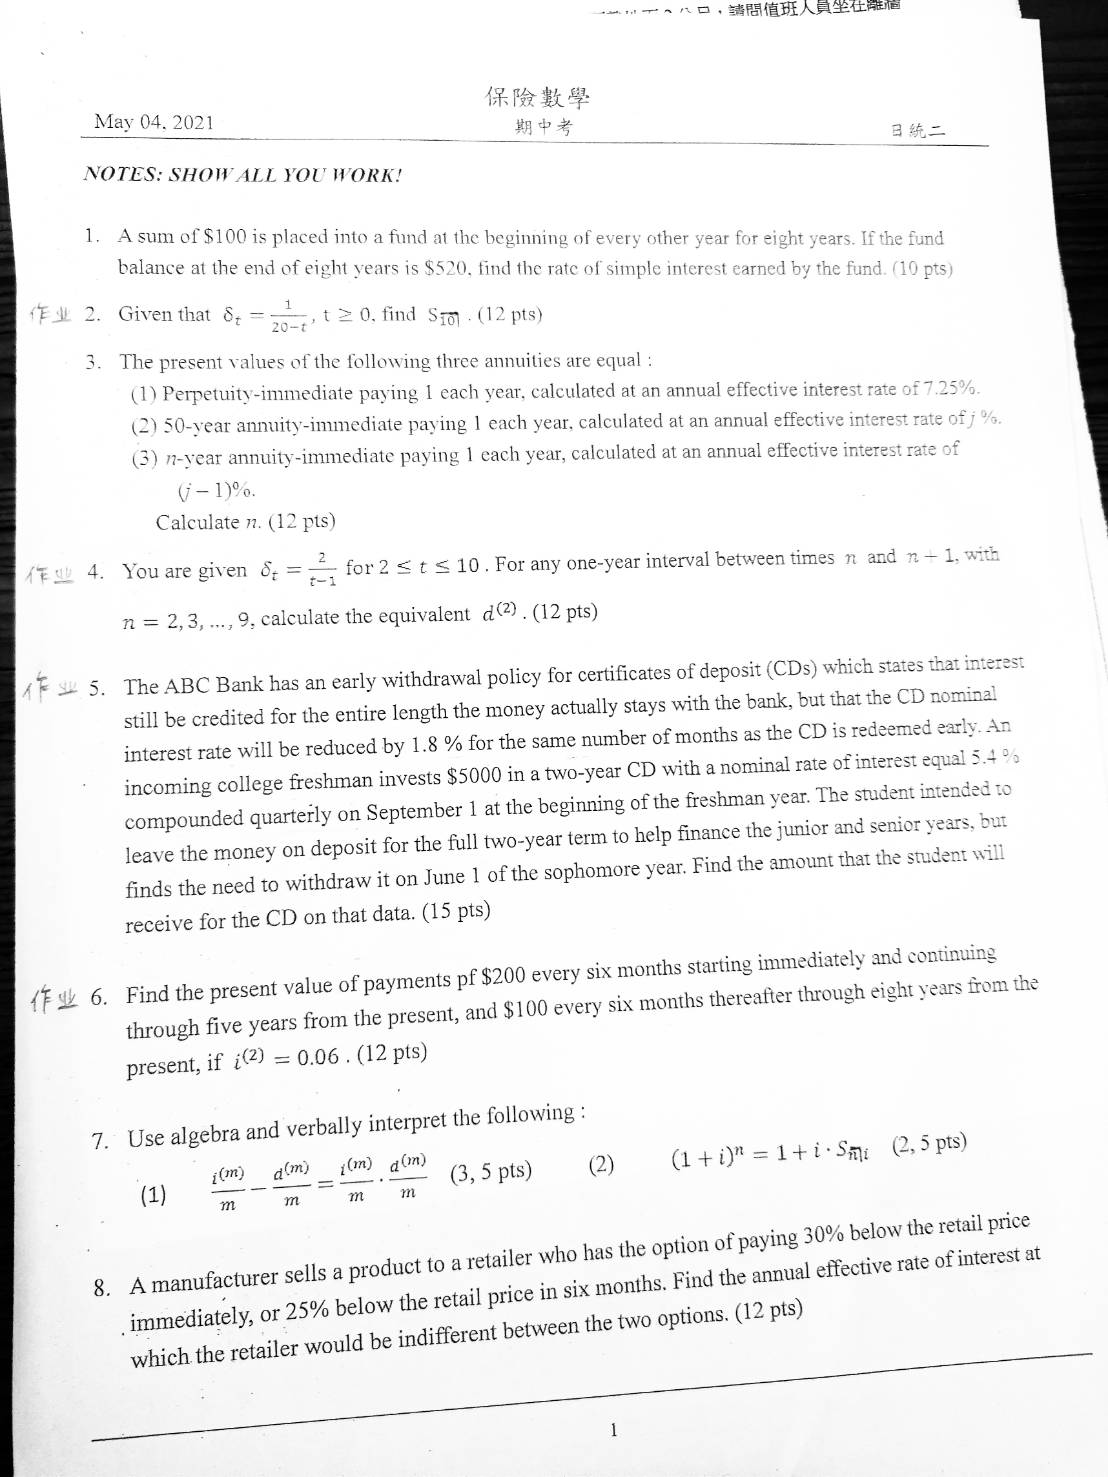 請問值班人員坐在離
保險數學
May 04, 2021 期中考 日統二
NOTES: SHOW ALL YOU WORK!
1. A sum of $100 is placed into a fund at the beginning of every other year for eight years. If the fund
balance at the end of eight years is $520, find the rate of simple interest earned by the fund. (10 pts)
作业 2. Given that δ_t = 1/(20−t), t ≥ 0, find S_10⌉. (12 pts)
3. The present values of the following three annuities are equal :
(1) Perpetuity-immediate paying 1 each year, calculated at an annual effective interest rate of 7.25%.
(2) 50-year annuity-immediate paying 1 each year, calculated at an annual effective interest rate of j %.
(3) n-year annuity-immediate paying 1 each year, calculated at an annual effective interest rate of
(j − 1)%.
Calculate n. (12 pts)
作业 4. You are given δ_t = 2/(t−1) for 2 ≤ t ≤ 10 . For any one-year interval between times n and n + 1, with
n = 2, 3, ..., 9, calculate the equivalent d^(2) . (12 pts)
作业 5. The ABC Bank has an early withdrawal policy for certificates of deposit (CDs) which states that interest
still be credited for the entire length the money actually stays with the bank, but that the CD nominal
interest rate will be reduced by 1.8 % for the same number of months as the CD is redeemed early. An
incoming college freshman invests $5000 in a two-year CD with a nominal rate of interest equal 5.4 %
compounded quarterly on September 1 at the beginning of the freshman year. The student intended to
leave the money on deposit for the full two-year term to help finance the junior and senior years, but
finds the need to withdraw it on June 1 of the sophomore year. Find the amount that the student will
receive for the CD on that data. (15 pts)
作业 6. Find the present value of payments pf $200 every six months starting immediately and continuing
through five years from the present, and $100 every six months thereafter through eight years from the
present, if i^(2) = 0.06 . (12 pts)
7. Use algebra and verbally interpret the following :
(1) i^(m)/m − d^(m)/m = i^(m)/m · d^(m)/m (3, 5 pts) (2) (1 + i)^n = 1 + i · S_n⌉i (2, 5 pts)
8. A manufacturer sells a product to a retailer who has the option of paying 30% below the retail price
immediately, or 25% below the retail price in six months. Find the annual effective rate of interest at
which the retailer would be indifferent between the two options. (12 pts)
1